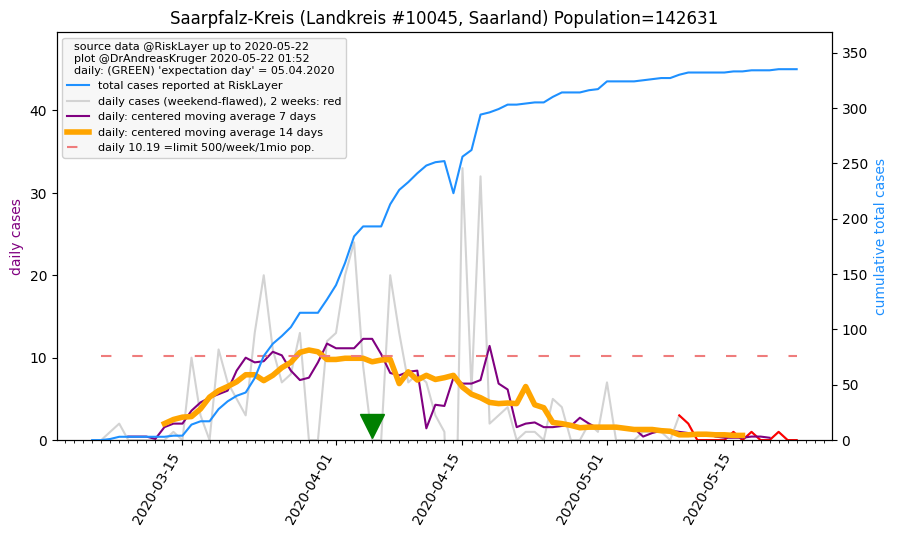 Saarpfalz-Kreis (Landkreis #10045, Saarland) Population=142631
source data @RiskLayer up to 2020-05-22
plot @DrAndreasKruger 2020-05-22 01:52
daily: (GREEN) 'expectation day' = 05.04.2020
total cases reported at RiskLayer
daily cases (weekend-flawed), 2 weeks: red
daily: centered moving average 7 days
daily: centered moving average 14 days
daily 10.19 =limit 500/week/1mio pop.
daily cases
40
30
20
10
0
cumulative total cases
350
300
250
200
150
100
50
0
2020-03-15
2020-04-01
2020-04-15
2020-05-01
2020-05-15